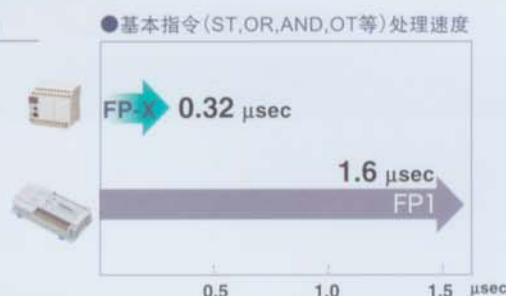 ●基本指令(ST,OR,AND,OT等)处理速度
FP-X 0.32 μsec
1.6 μsec
FP1
0.5 1.0 1.5 μsec